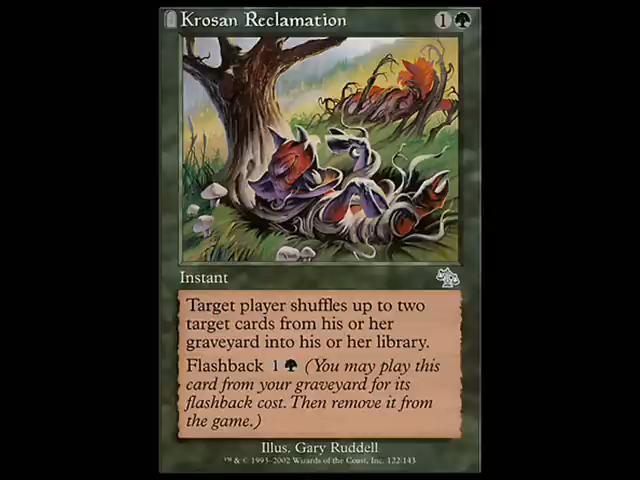 Krosan Reclamation 1
Instant
Target player shuffles up to two
target cards from his or her
graveyard into his or her library.
Flashback 1 (You may play this
card from your graveyard for its
flashback cost. Then remove it from
the game.)
Illus. Gary Ruddell
™ & © 1993–2002 Wizards of the Coast, Inc. 122/143